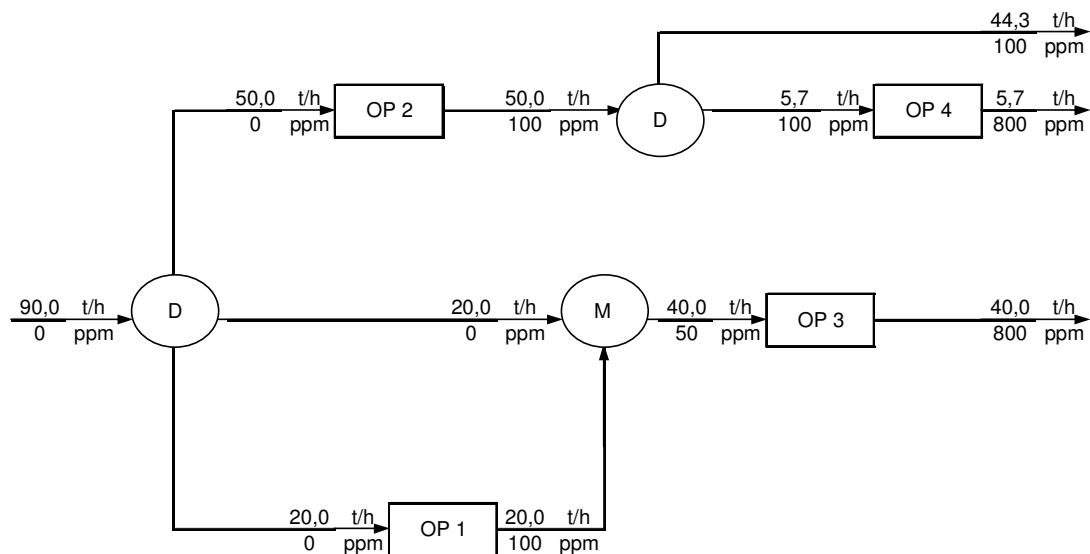 44,3 t/h
100 ppm
50,0 t/h
0 ppm
OP 2
50,0 t/h
100 ppm
D
5,7 t/h
100 ppm
OP 4
5,7 t/h
800 ppm
90,0 t/h
0 ppm
D
20,0 t/h
0 ppm
M
40,0 t/h
50 ppm
OP 3
40,0 t/h
800 ppm
20,0 t/h
0 ppm
OP 1
20,0 t/h
100 ppm